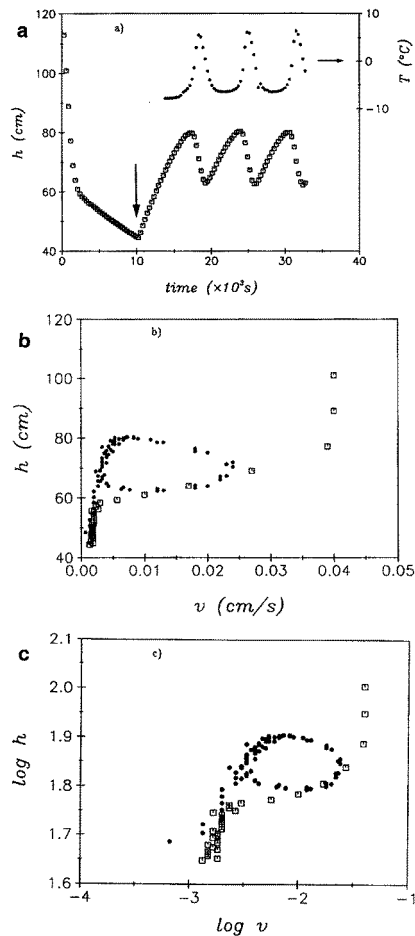 a
a)
120
100
80
60
40
h (cm)
10
0
−10
T (°C)
0 10 20 30 40
time (×10³s)
b
b)
120
100
80
60
40
h (cm)
0.00 0.01 0.02 0.03 0.04 0.05
v (cm/s)
c
c)
2.1
2.0
1.9
1.8
1.7
1.6
log h
−4 −3 −2 −1
log v